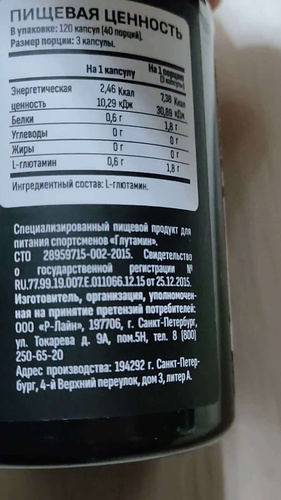 ПИЩЕВАЯ ЦЕННОСТЬ
В упаковке: 120 капсул (40 порций).
Размер порции: 3 капсулы.
На 1 капсулу На 1 порцию (3 капсулы)
Энергетическая 2,46 Ккал 7,38 Ккал
ценность 10,29 кДж 30,89 кДж
Белки 0,6 г 1,8 г
Углеводы 0 г 0 г
Жиры 0 г 0 г
L-глютамин 0,6 г 1,8 г
Ингредиентный состав: L-глютамин.
Специализированный пищевой продукт для
питания спортсменов «Глутамин».
СТО 28959715-002-2015. Свидетельство
о государственной регистрации №
RU.77.99.19.007.E.011066.12.15 от 25.12.2015.
Изготовитель, организация, уполномочен-
ная на принятие претензий потребителей:
ООО «Р-Лайн», 197706, г. Санкт-Петербург,
ул. Токарева д. 9А, пом.5Н, тел. 8 (800)
250-65-20
Адрес производства: 194292 г. Санкт-Петер-
бург, 4-й Верхний переулок, дом 3, литер А.